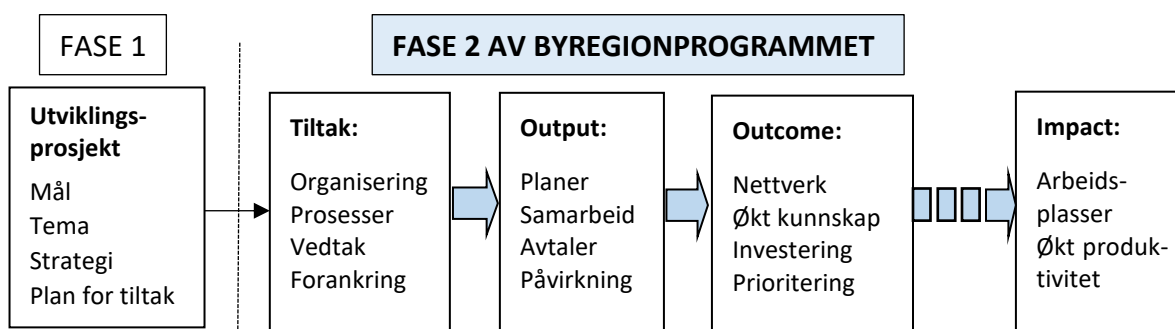 FASE 1
FASE 2 AV BYREGIONPROGRAMMET
Utviklings-
prosjekt
Mål
Tema
Strategi
Plan for tiltak
Tiltak:
Organisering
Prosesser
Vedtak
Forankring
Output:
Planer
Samarbeid
Avtaler
Påvirkning
Outcome:
Nettverk
Økt kunnskap
Investering
Prioritering
Impact:
Arbeids-
plasser
Økt produk-
tivitet